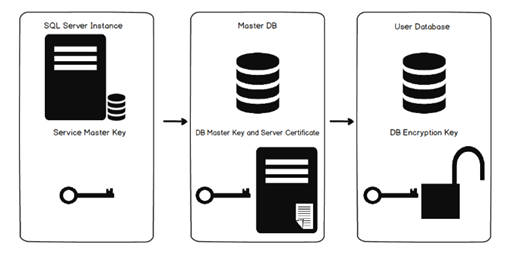 SQL Server Instance
Service Master Key
Master DB
DB Master Key and Server Certificate
User Database
DB Encryption Key